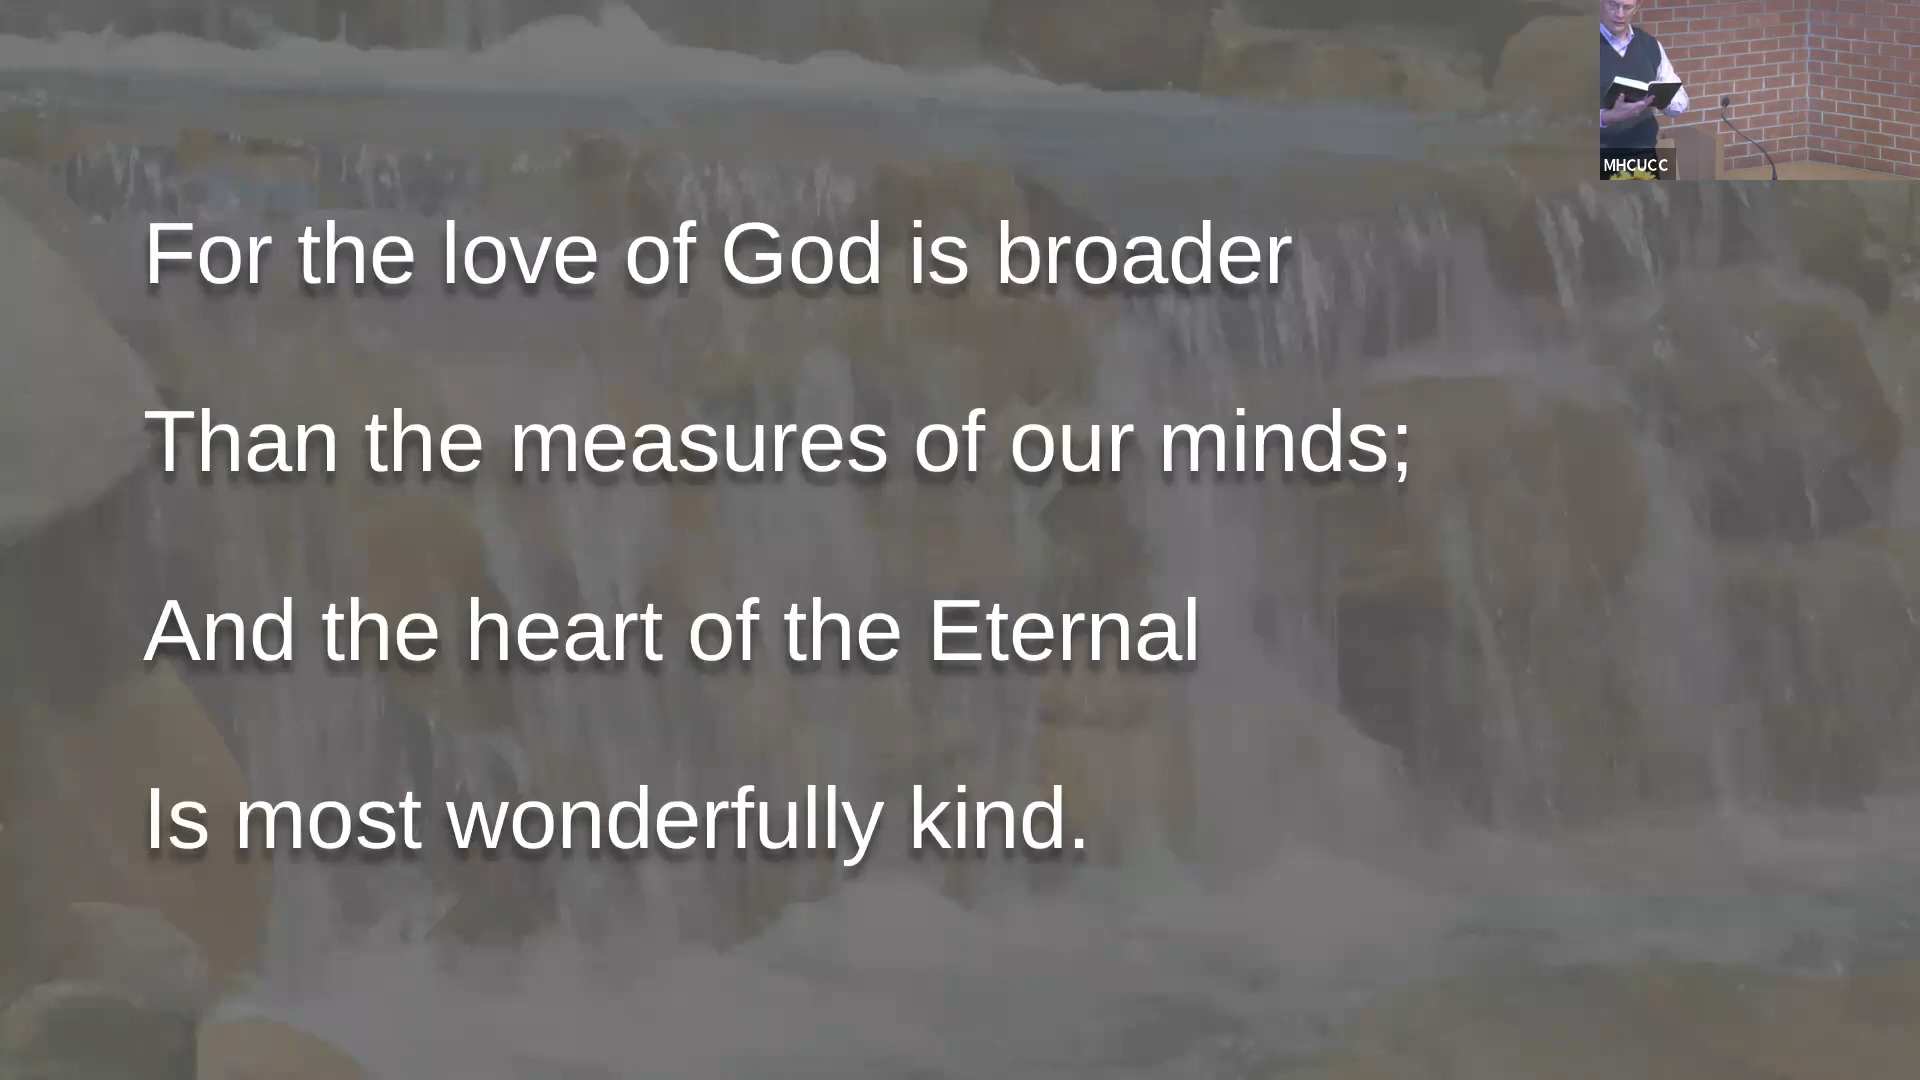 MHCUCC
For the love of God is broader
Than the measures of our minds;
And the heart of the Eternal
Is most wonderfully kind.